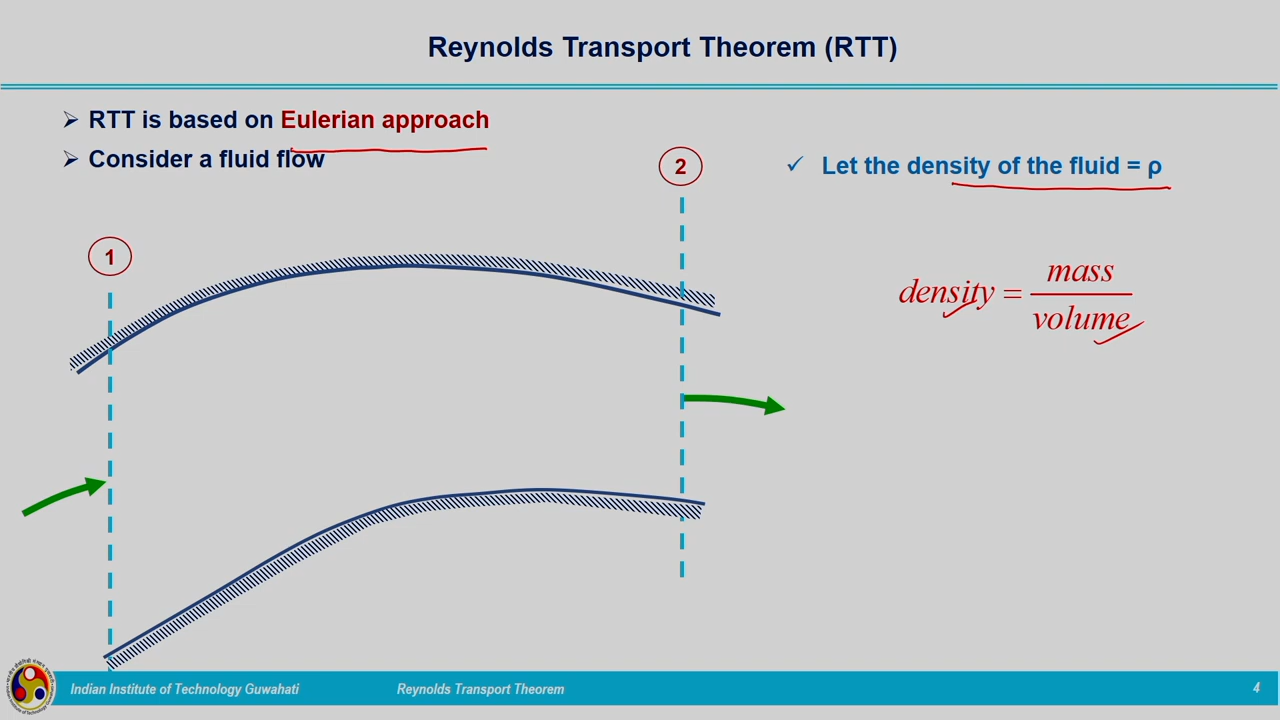 Reynolds Transport Theorem (RTT)
➢ RTT is based on Eulerian approach
➢ Consider a fluid flow
1
2
✓ Let the density of the fluid = ρ
density = mass / volume
Indian Institute of Technology Guwahati
Reynolds Transport Theorem
4